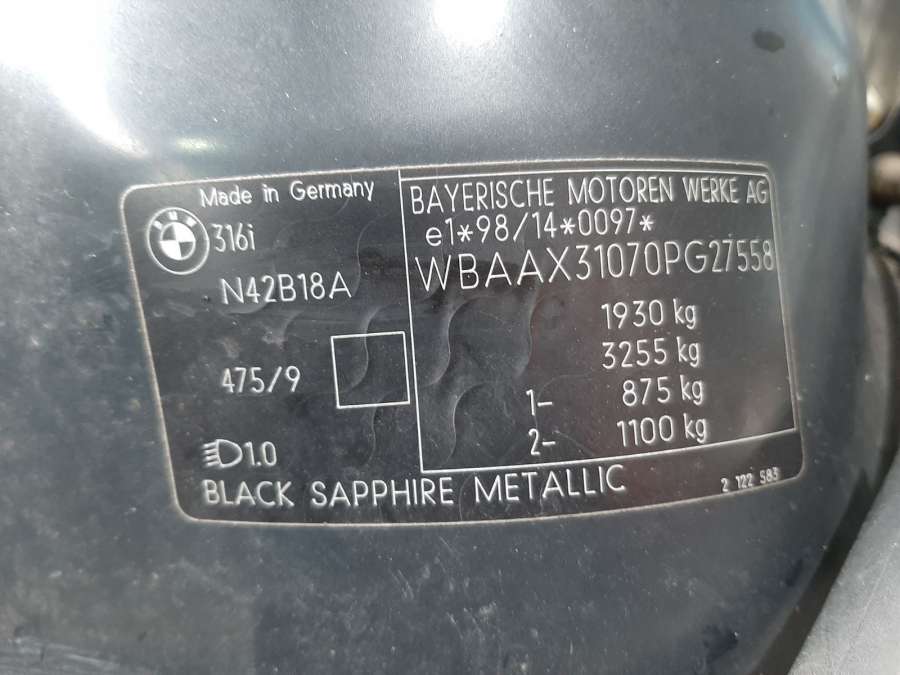 Made in Germany
316i
N42B18A
475/9
1.0
BLACK SAPPHIRE METALLIC
BAYERISCHE MOTOREN WERKE AG
e1*98/14*0097*
WBAAX31070PG27558
1930 kg
3255 kg
1- 875 kg
2- 1100 kg
2 122 583